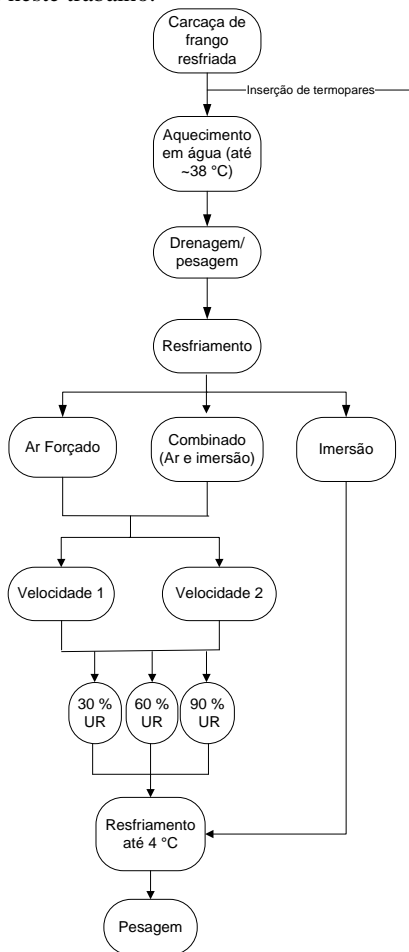 neste trabalho.
Carcaça de
frango
resfriada
Inserção de termopares
Aquecimento
em água (até
~38 °C)
Drenagem/
pesagem
Resfriamento
Ar Forçado
Combinado
(Ar e imersão)
Imersão
Velocidade 1
Velocidade 2
30 %
UR
60 %
UR
90 %
UR
Resfriamento
até 4 °C
Pesagem